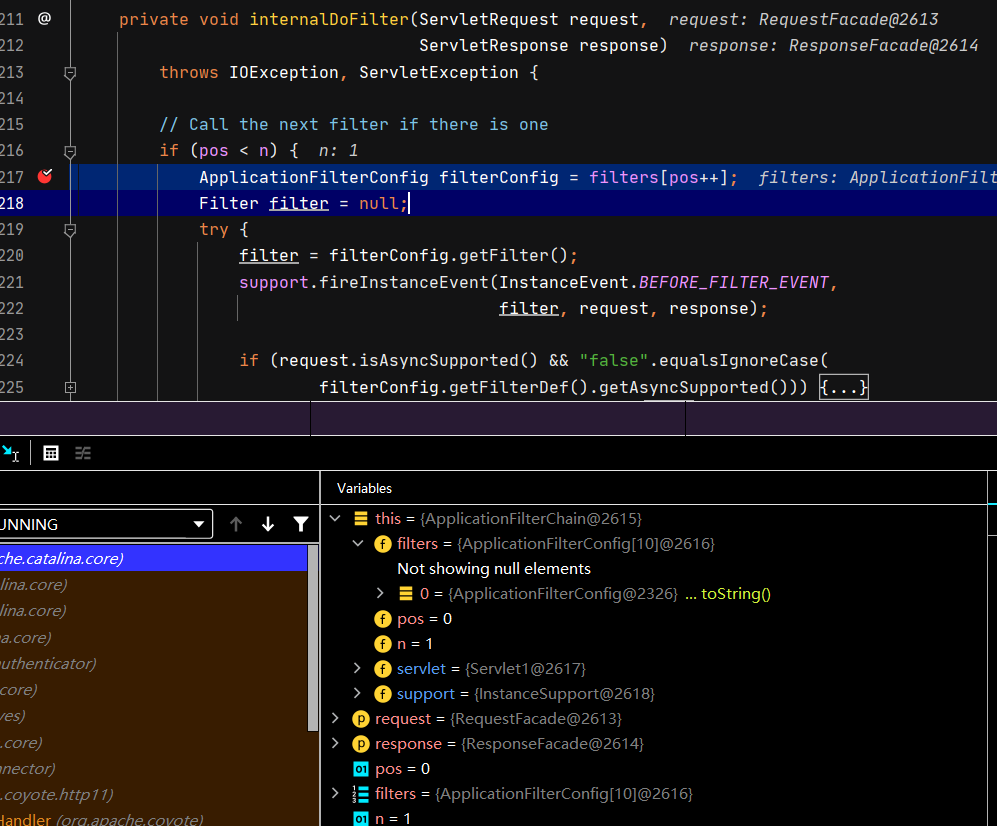 211 @ private void internalDoFilter(ServletRequest request, request: RequestFacade@2613
212 ServletResponse response) response: ResponseFacade@2614
213 throws IOException, ServletException {
214
215 // Call the next filter if there is one
216 if (pos < n) { n: 1
217 ApplicationFilterConfig filterConfig = filters[pos++]; filters: ApplicationFilt
218 Filter filter = null;
219 try {
220 filter = filterConfig.getFilter();
221 support.fireInstanceEvent(InstanceEvent.BEFORE_FILTER_EVENT,
222 filter, request, response);
223
224 if (request.isAsyncSupported() && "false".equalsIgnoreCase(
225 filterConfig.getFilterDef().getAsyncSupported())) {...}
UNNING
che.catalina.core)
lina.core)
lina.core)
na.core)
authenticator)
core)
ves)
.core)
nnector)
.coyote.http11)
Handler (org.apache.coyote)
Variables
this = {ApplicationFilterChain@2615}
f filters = {ApplicationFilterConfig[10]@2616}
Not showing null elements
0 = {ApplicationFilterConfig@2326} ... toString()
f pos = 0
f n = 1
f servlet = {Servlet1@2617}
f support = {InstanceSupport@2618}
p request = {RequestFacade@2613}
p response = {ResponseFacade@2614}
01 pos = 0
filters = {ApplicationFilterConfig[10]@2616}
01 n = 1